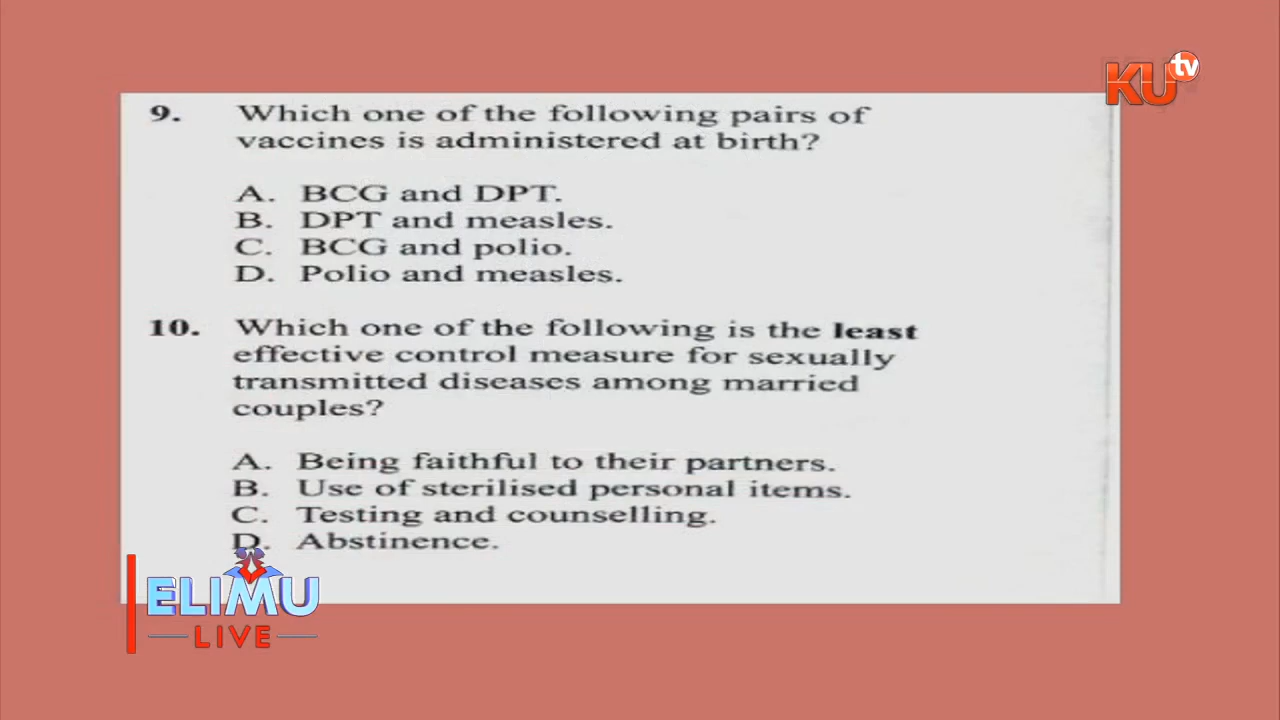 KU tv
9. Which one of the following pairs of
vaccines is administered at birth?
A. BCG and DPT.
B. DPT and measles.
C. BCG and polio.
D. Polio and measles.
10. Which one of the following is the least
effective control measure for sexually
transmitted diseases among married
couples?
A. Being faithful to their partners.
B. Use of sterilised personal items.
C. Testing and counselling.
D. Abstinence.
ELIMU
LIVE